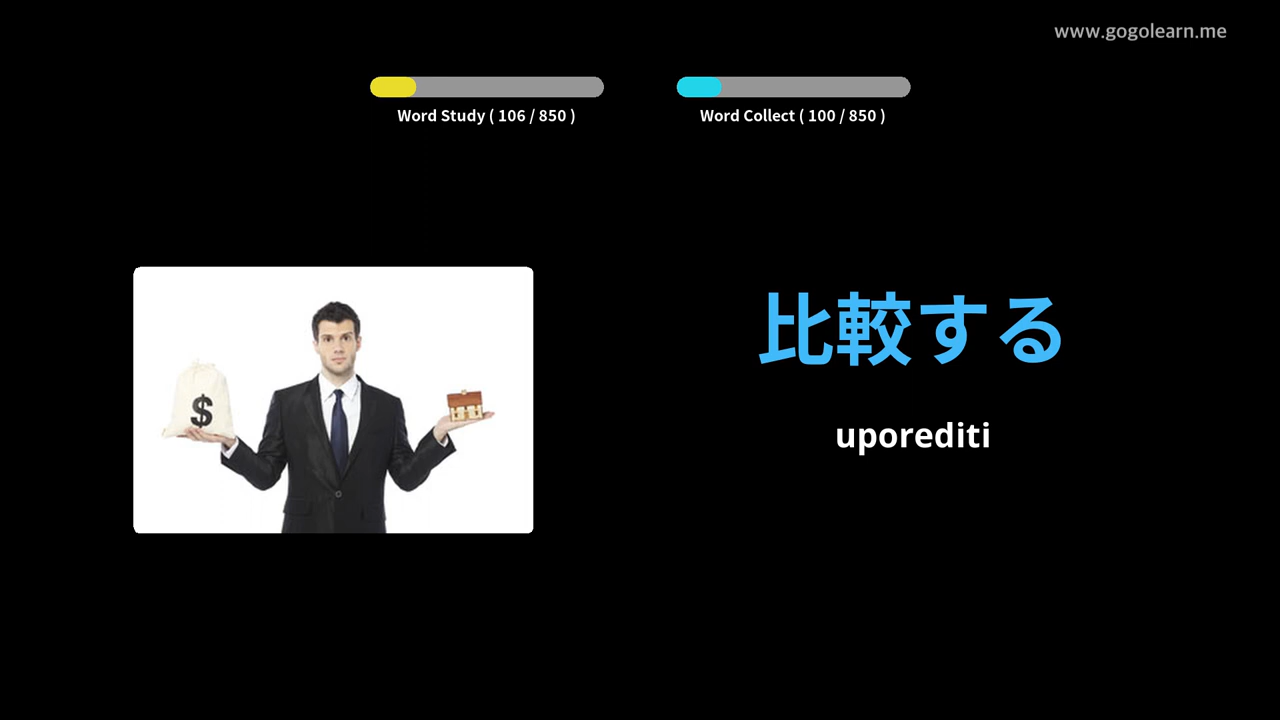 www.gogolearn.me
Word Study ( 106 / 850 )
Word Collect ( 100 / 850 )
$
比較する
uporediti